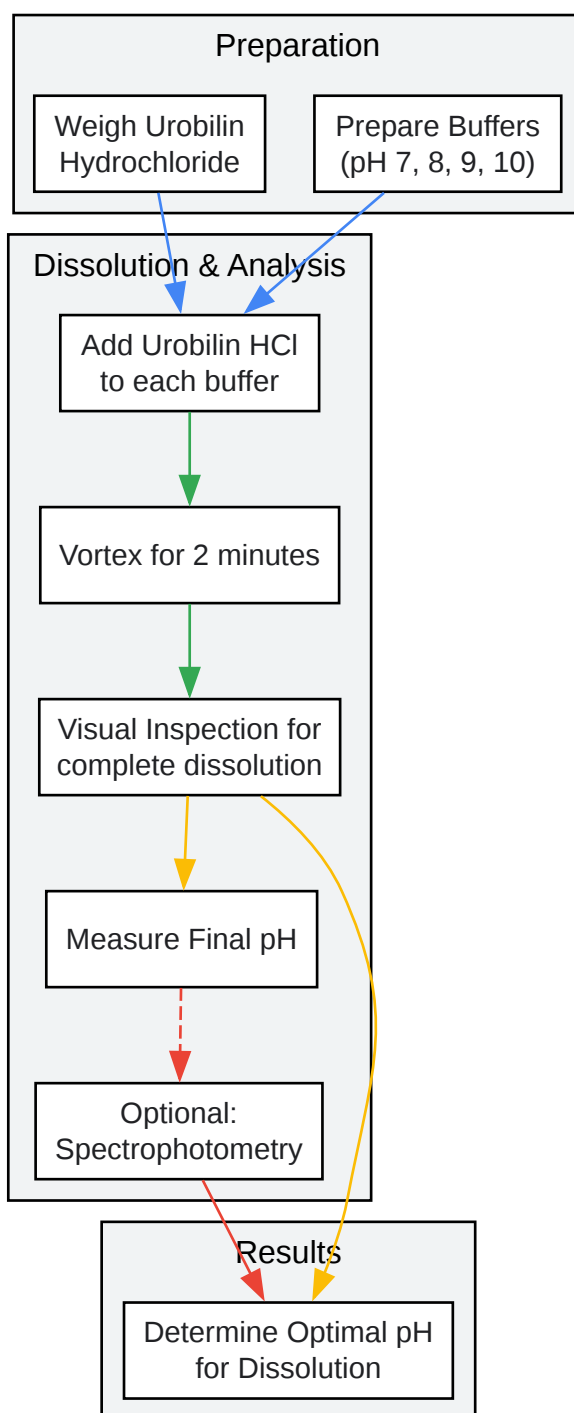 Preparation
Weigh Urobilin
Hydrochloride
Prepare Buffers
(pH 7, 8, 9, 10)
Dissolution & Analysis
Add Urobilin HCl
to each buffer
Vortex for 2 minutes
Visual Inspection for
complete dissolution
Measure Final pH
Optional:
Spectrophotometry
Results
Determine Optimal pH
for Dissolution